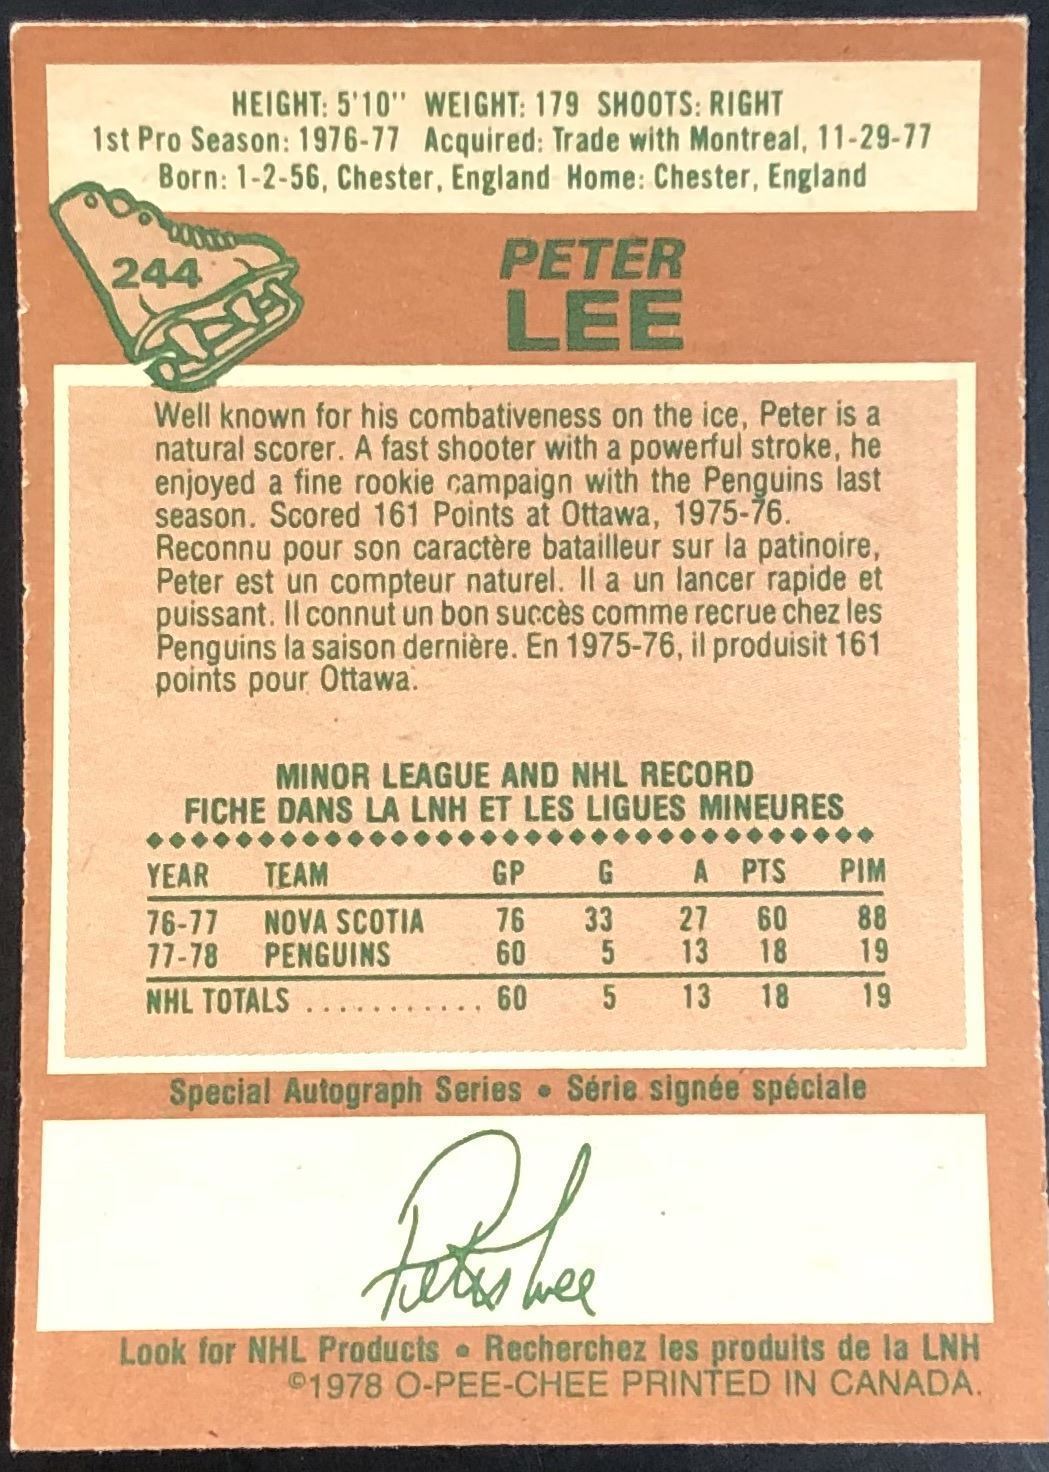 HEIGHT: 5'10" WEIGHT: 179 SHOOTS: RIGHT
1st Pro Season: 1976-77 Acquired: Trade with Montreal, 11-29-77
Born: 1-2-56, Chester, England Home: Chester, England
244
PETER
LEE
Well known for his combativeness on the ice, Peter is a
natural scorer. A fast shooter with a powerful stroke, he
enjoyed a fine rookie campaign with the Penguins last
season. Scored 161 Points at Ottawa, 1975-76.
Reconnu pour son caractère batailleur sur la patinoire,
Peter est un compteur naturel. Il a un lancer rapide et
puissant. Il connut un bon succès comme recrue chez les
Penguins la saison dernière. En 1975-76, il produisit 161
points pour Ottawa.
MINOR LEAGUE AND NHL RECORD
FICHE DANS LA LNH ET LES LIGUES MINEURES
YEAR TEAM GP G A PTS PIM
76-77 NOVA SCOTIA 76 33 27 60 88
77-78 PENGUINS 60 5 13 18 19
NHL TOTALS ............ 60 5 13 18 19
Special Autograph Series • Série signée spéciale
Peter Lee
Look for NHL Products • Recherchez les produits de la LNH
©1978 O-PEE-CHEE PRINTED IN CANADA.